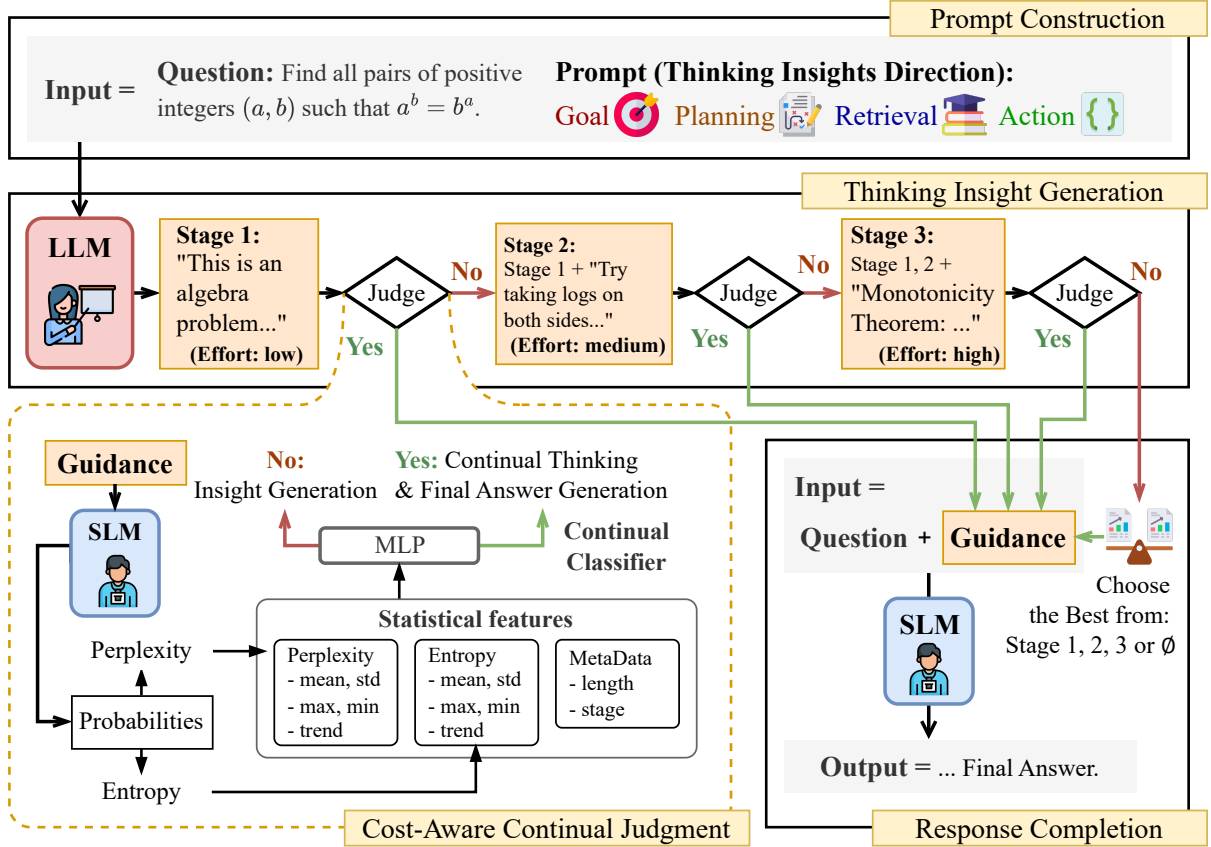 Prompt Construction
Input =
Question: Find all pairs of positive
integers (a, b) such that a^b = b^a.
Prompt (Thinking Insights Direction):
Goal Planning Retrieval Action
Thinking Insight Generation
LLM
Stage 1:
"This is an
algebra
problem..."
(Effort: low)
Judge
No
Yes
Stage 2:
Stage 1 + "Try
taking logs on
both sides..."
(Effort: medium)
Judge
No
Yes
Stage 3:
Stage 1, 2 +
"Monotonicity
Theorem: ..."
(Effort: high)
Judge
No
Yes
Guidance
SLM
Perplexity
Probabilities
Entropy
No:
Insight Generation
Yes: Continual Thinking
& Final Answer Generation
MLP
Continual
Classifier
Statistical features
Perplexity
- mean, std
- max, min
- trend
Entropy
- mean, std
- max, min
- trend
MetaData
- length
- stage
Cost-Aware Continual Judgment
Input =
Question + Guidance
Choose
the Best from:
Stage 1, 2, 3 or ∅
SLM
Output = ... Final Answer.
Response Completion